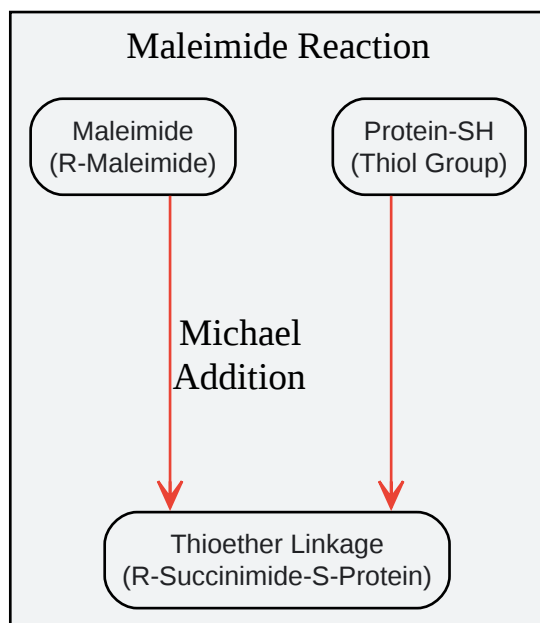 Maleimide Reaction
Maleimide
(R-Maleimide)
Protein-SH
(Thiol Group)
Michael
Addition
Thioether Linkage
(R-Succinimide-S-Protein)